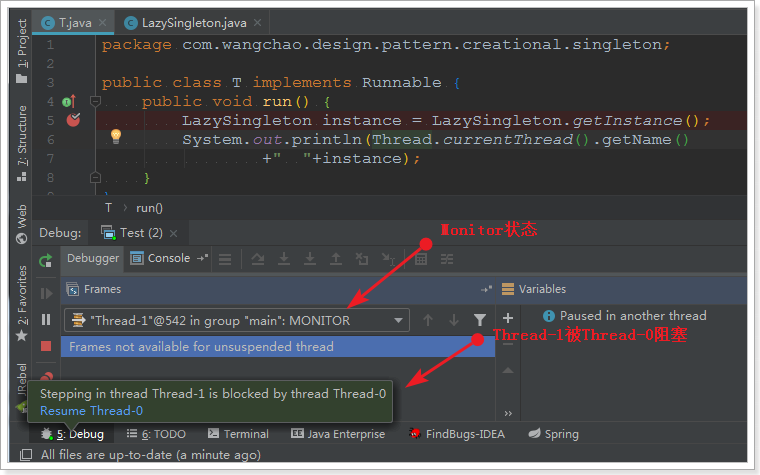 T.java
LazySingleton.java
1: Project
7: Structure
Web
2: Favorites
JRebel
1 package com.wangchao.design.pattern.creational.singleton;
2
3 public class T implements Runnable {
4 public void run() {
5 LazySingleton instance = LazySingleton.getInstance();
6 System.out.println(Thread.currentThread().getName()
7 +"  "+instance);
8 }
T › run()
Debug: Test (2)
Monitor状态
Debugger Console
Frames
Variables
"Thread-1"@542 in group "main": MONITOR
Paused in another thread
Thread-1被Thread-0阻塞
Frames not available for unsuspended thread
Stepping in thread Thread-1 is blocked by thread Thread-0
Resume Thread-0
5: Debug 6: TODO Terminal Java Enterprise FindBugs-IDEA Spring
All files are up-to-date (a minute ago)